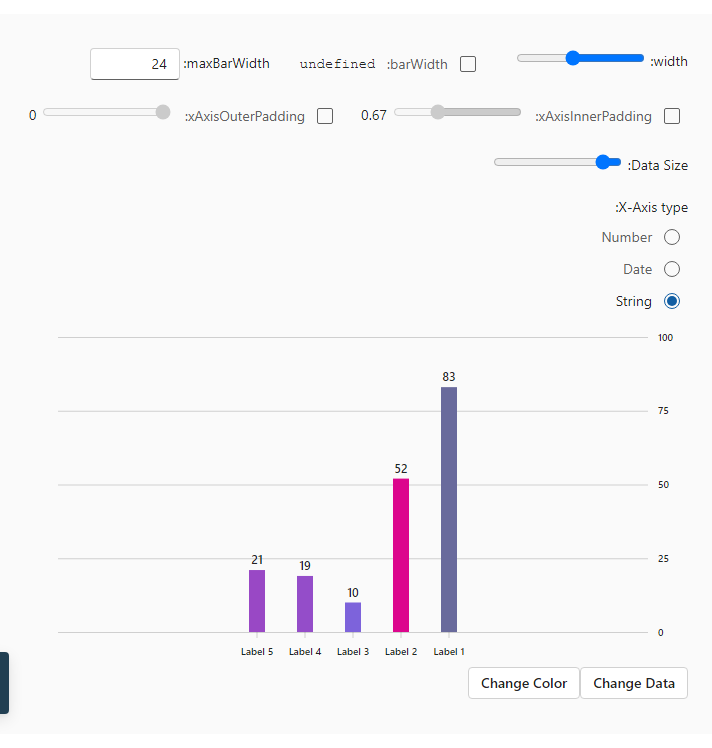 :width
undefined :barWidth
24 :maxBarWidth
:xAxisInnerPadding 0.67
:xAxisOuterPadding 0
:Data Size
:X-Axis type
Number
Date
String
100
75
50
25
0
83
52
10
19
21
Label 1
Label 2
Label 3
Label 4
Label 5
Change Data
Change Color